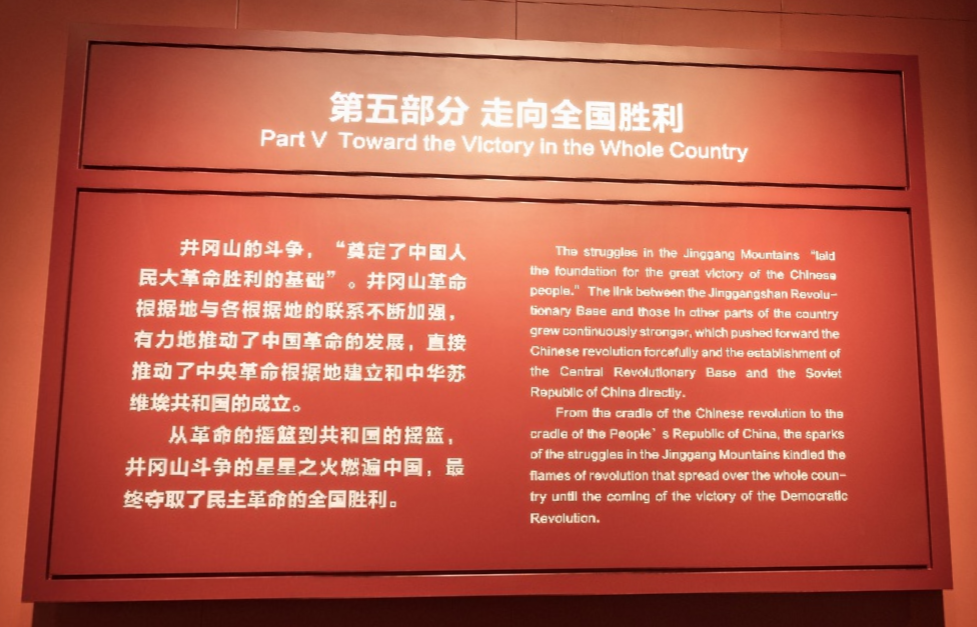 第五部分 走向全国胜利
Part V Toward the Victory in the Whole Country
井冈山的斗争，“奠定了中国人
民大革命胜利的基础”。井冈山革命
根据地与各根据地的联系不断加强，
有力地推动了中国革命的发展，直接
推动了中央革命根据地建立和中华苏
维埃共和国的成立。
从革命的摇篮到共和国的摇篮，
井冈山斗争的星星之火燃遍中国，最
终夺取了民主革命的全国胜利。
The struggles in the Jinggang Mountains “laid
the foundation for the great victory of the Chinese
people.” The link between the Jinggangshan Revolu-
tionary Base and those in other parts of the country
grew continuously stronger, which pushed forward the
Chinese revolution forcefully and the establishment of
the Central Revolutionary Base and the Soviet
Republic of China directly.
From the cradle of the Chinese revolution to the
cradle of the People’s Republic of China, the sparks
of the struggles in the Jinggang Mountains kindled the
flames of revolution that spread over the whole coun-
try until the coming of the victory of the Democratic
Revolution.